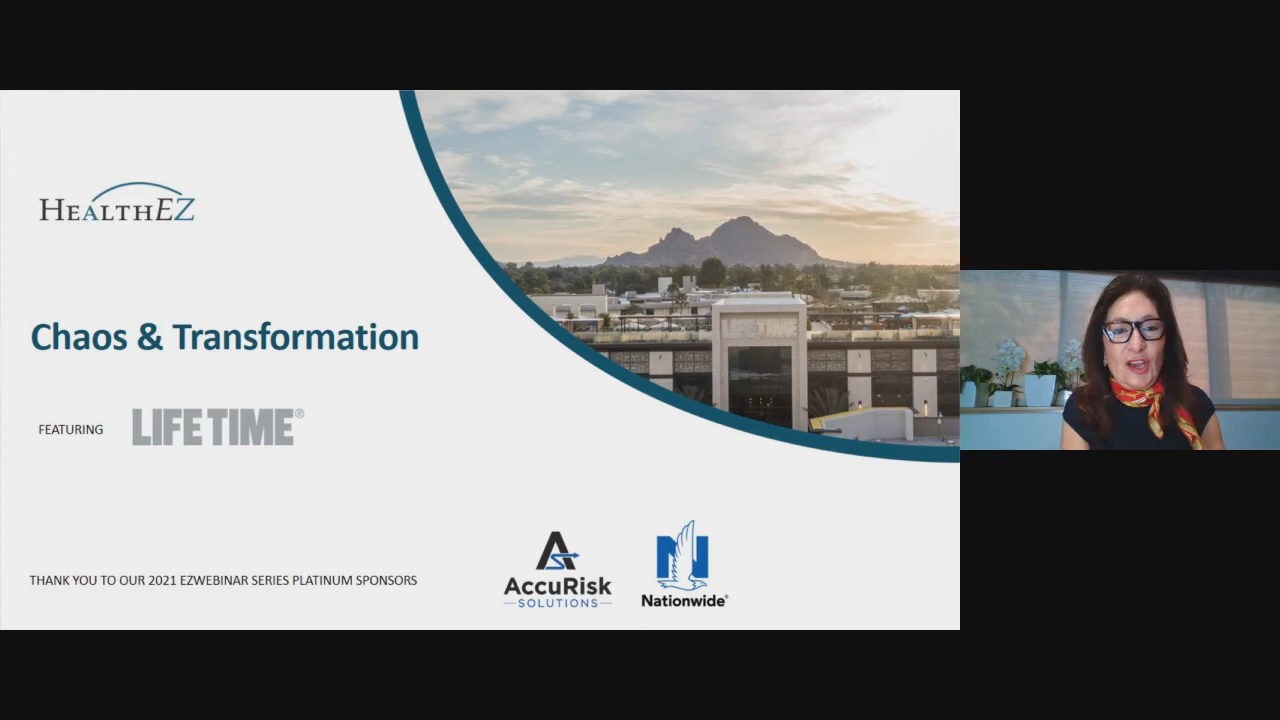 HEALTHEZ
Chaos & Transformation
FEATURING LIFE TIME®
AccuRisk
SOLUTIONS
Nationwide®
THANK YOU TO OUR 2021 EZWEBINAR SERIES PLATINUM SPONSORS